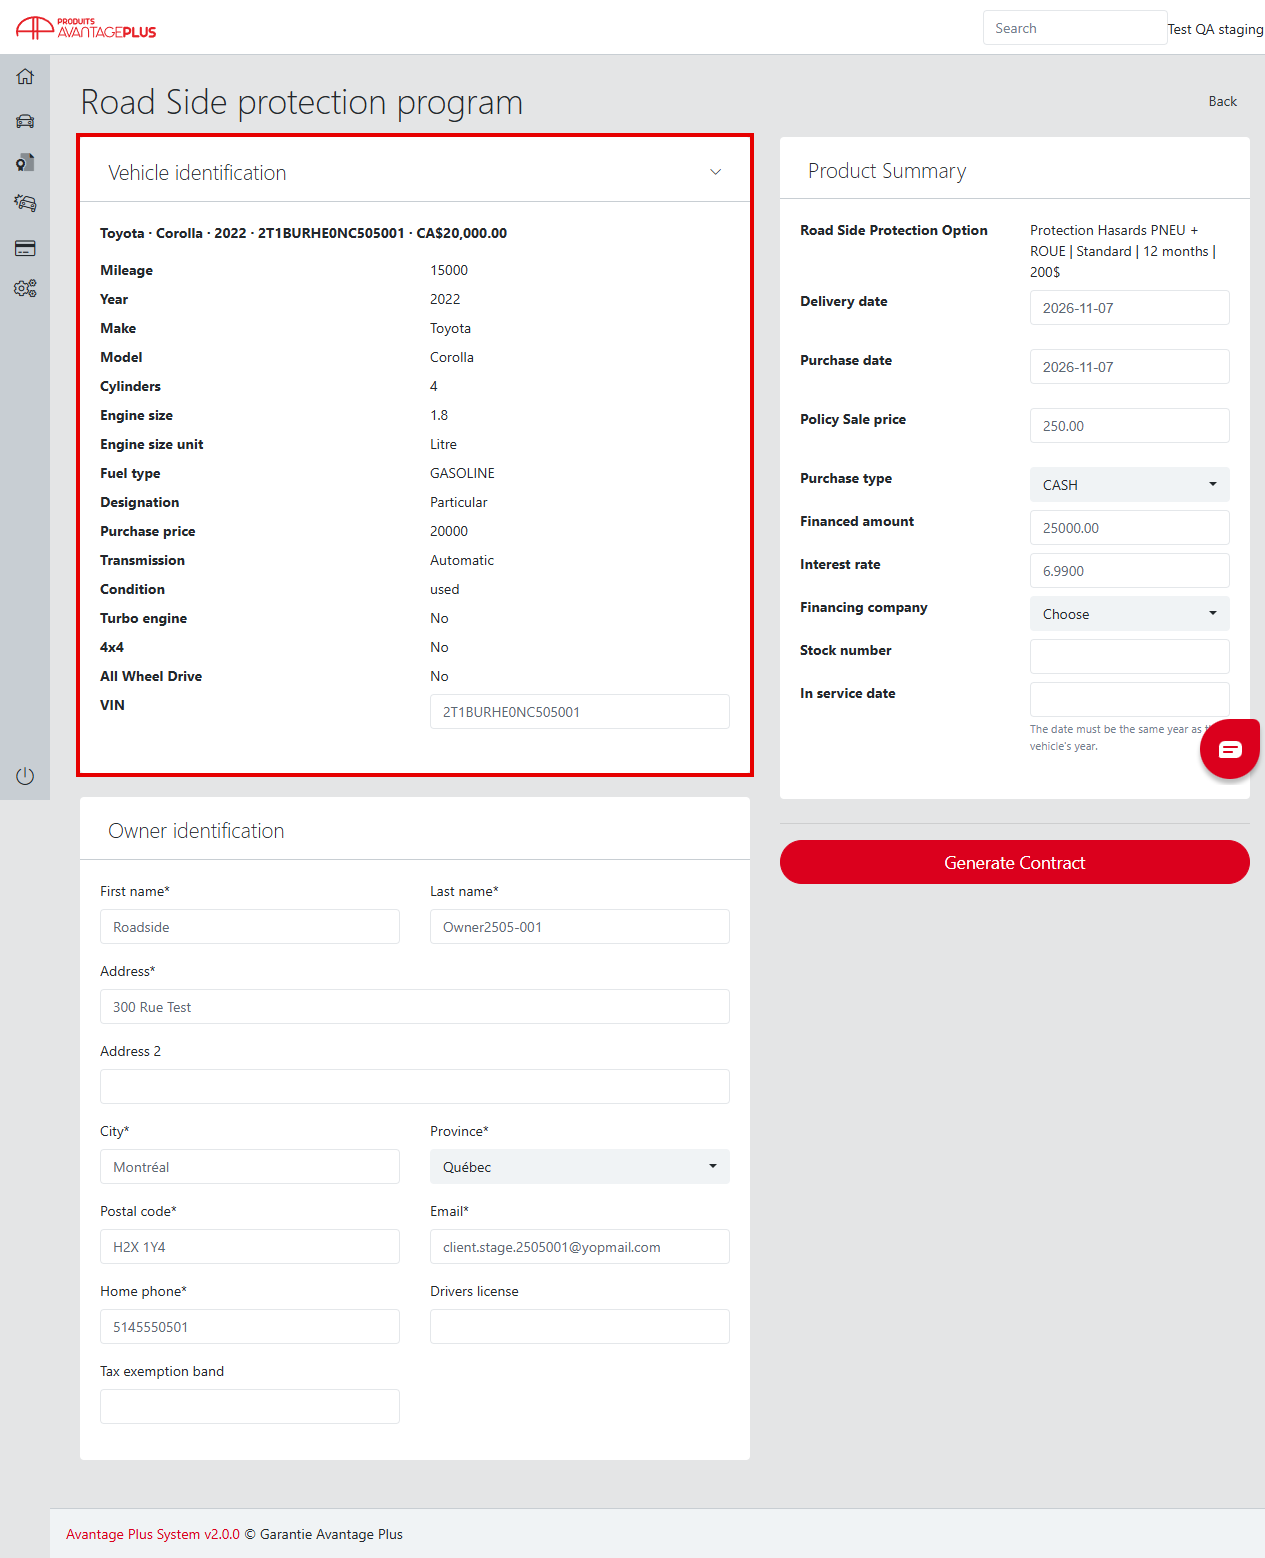 PRODUITS
AVANTAGEPLUS
Search
Test QA staging
Road Side protection program
Back
Vehicle identification
Toyota · Corolla · 2022 · 2T1BURHE0NC505001 · CA$20,000.00
Mileage 15000
Year 2022
Make Toyota
Model Corolla
Cylinders 4
Engine size 1.8
Engine size unit Litre
Fuel type GASOLINE
Designation Particular
Purchase price 20000
Transmission Automatic
Condition used
Turbo engine No
4x4 No
All Wheel Drive No
VIN 2T1BURHE0NC505001
Product Summary
Road Side Protection Option Protection Hasards PNEU +
ROUE | Standard | 12 months |
200$
Delivery date 2026-11-07
Purchase date 2026-11-07
Policy Sale price 250.00
Purchase type CASH
Financed amount 25000.00
Interest rate 6.9900
Financing company Choose
Stock number
In service date
The date must be the same year as
vehicle's year.
Generate Contract
Owner identification
First name* Last name*
Roadside Owner2505-001
Address*
300 Rue Test
Address 2
City* Province*
Montréal Québec
Postal code* Email*
H2X 1Y4 client.stage.2505001@yopmail.com
Home phone* Drivers license
5145550501
Tax exemption band
Avantage Plus System v2.0.0 © Garantie Avantage Plus